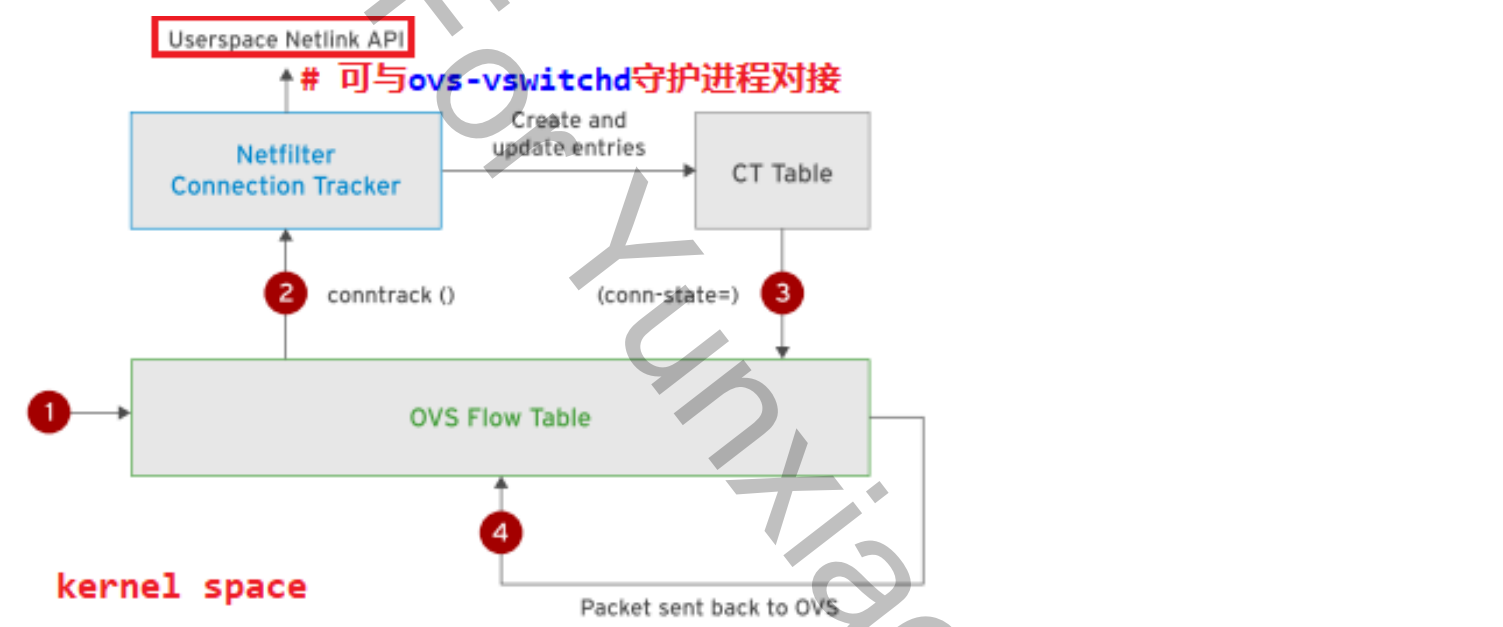 Userspace Netlink API
# 可与ovs-vswitchd守护进程对接
Create and
update entries
Netfilter
Connection Tracker
CT Table
2
conntrack ()
(conn-state=)
3
1
OVS Flow Table
4
kernel space
Packet sent back to OVS
For Yunxiao